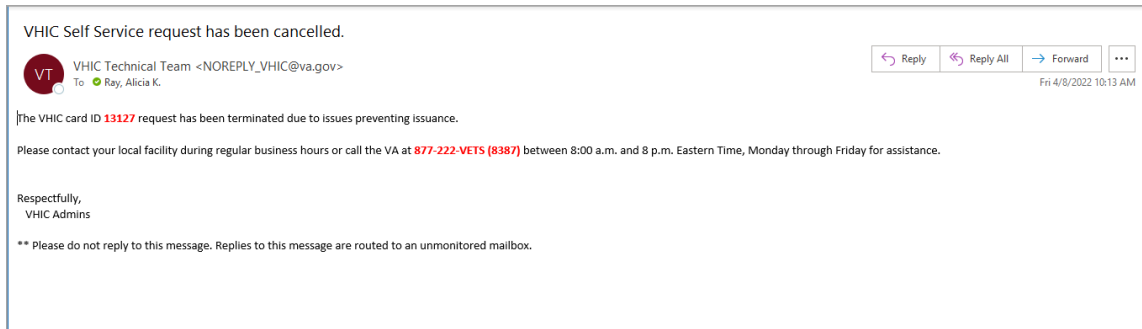 VHIC Self Service request has been cancelled.
VT
VHIC Technical Team <NOREPLY_VHIC@va.gov>
To Ray, Alicia K.
Reply
Reply All
Forward
...
Fri 4/8/2022 10:13 AM
The VHIC card ID 13127 request has been terminated due to issues preventing issuance.
Please contact your local facility during regular business hours or call the VA at 877-222-VETS (8387) between 8:00 a.m. and 8 p.m. Eastern Time, Monday through Friday for assistance.
Respectfully,
VHIC Admins
** Please do not reply to this message. Replies to this message are routed to an unmonitored mailbox.